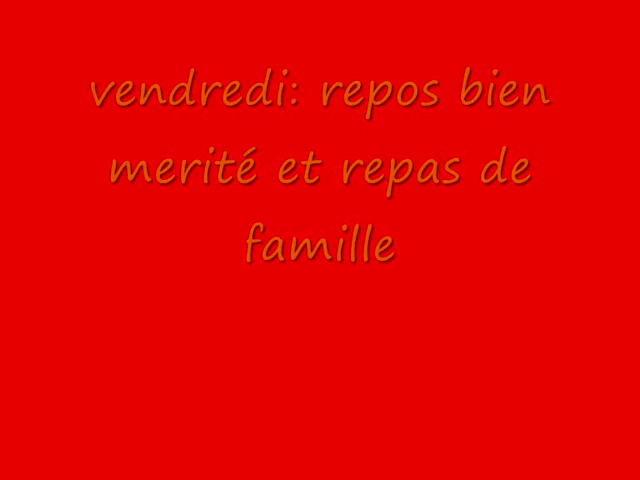 vendredi: repos bien
merité et repas de
famille